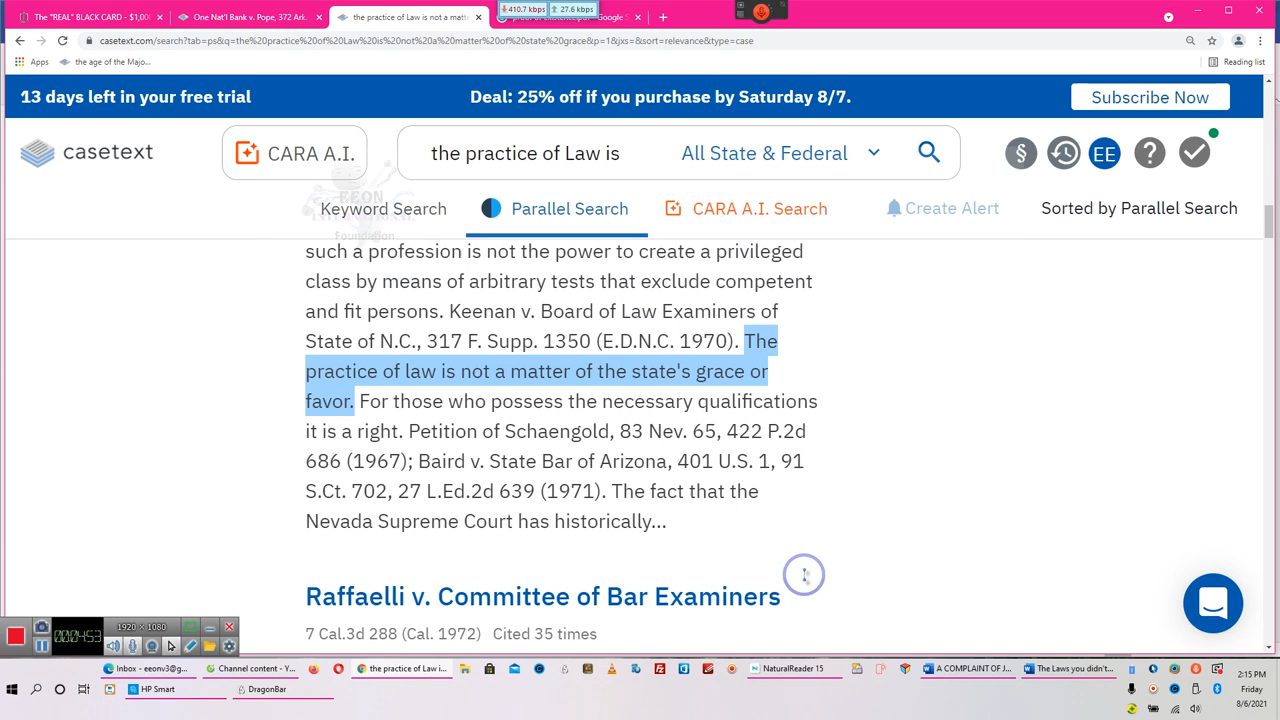 The "REAL" BLACK CARD - $1,00
One Nat'l Bank v. Pope, 372 Ark.
the practice of Law is not a matt
Google S
410.7 kbps
27.6 kbps
casetext.com/search?tab=ps&q=the%20practice%20of%20Law%20is%20not%20a%20matter%20of%20state%20grace&p=1&jxs=&sort=relevance&type=case
Apps
the age of the Majo...
Reading list
13 days left in your free trial
Deal: 25% off if you purchase by Saturday 8/7.
Subscribe Now
casetext
CARA A.I.
the practice of Law is
All State & Federal
§
EE
?
EEON
Foundation
Keyword Search
Parallel Search
CARA A.I. Search
Create Alert
Sorted by Parallel Search
such a profession is not the power to create a privileged
class by means of arbitrary tests that exclude competent
and fit persons. Keenan v. Board of Law Examiners of
State of N.C., 317 F. Supp. 1350 (E.D.N.C. 1970). The
practice of law is not a matter of the state's grace or
favor. For those who possess the necessary qualifications
it is a right. Petition of Schaengold, 83 Nev. 65, 422 P.2d
686 (1967); Baird v. State Bar of Arizona, 401 U.S. 1, 91
S.Ct. 702, 27 L.Ed.2d 639 (1971). The fact that the
Nevada Supreme Court has historically...
Raffaelli v. Committee of Bar Examiners
7 Cal.3d 288 (Cal. 1972) Cited 35 times
1920 × 1080
Inbox - eeonv3@g...
Channel content - Y...
the practice of Law i...
NaturalReader 15
A COMPLAINT OF J...
The Laws you didn't...
HP Smart
DragonBar
2:15 PM
Friday
8/6/2021